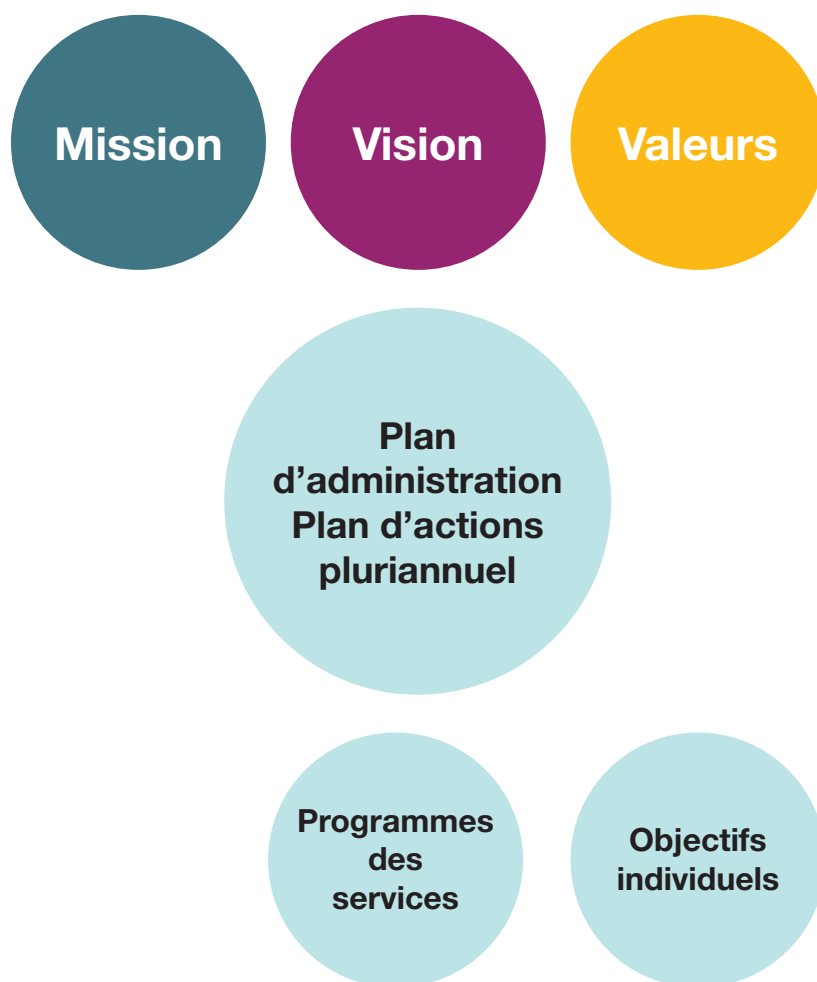 Mission
Vision
Valeurs
Plan
d’administration
Plan d’actions
pluriannuel
Programmes
des
services
Objectifs
individuels